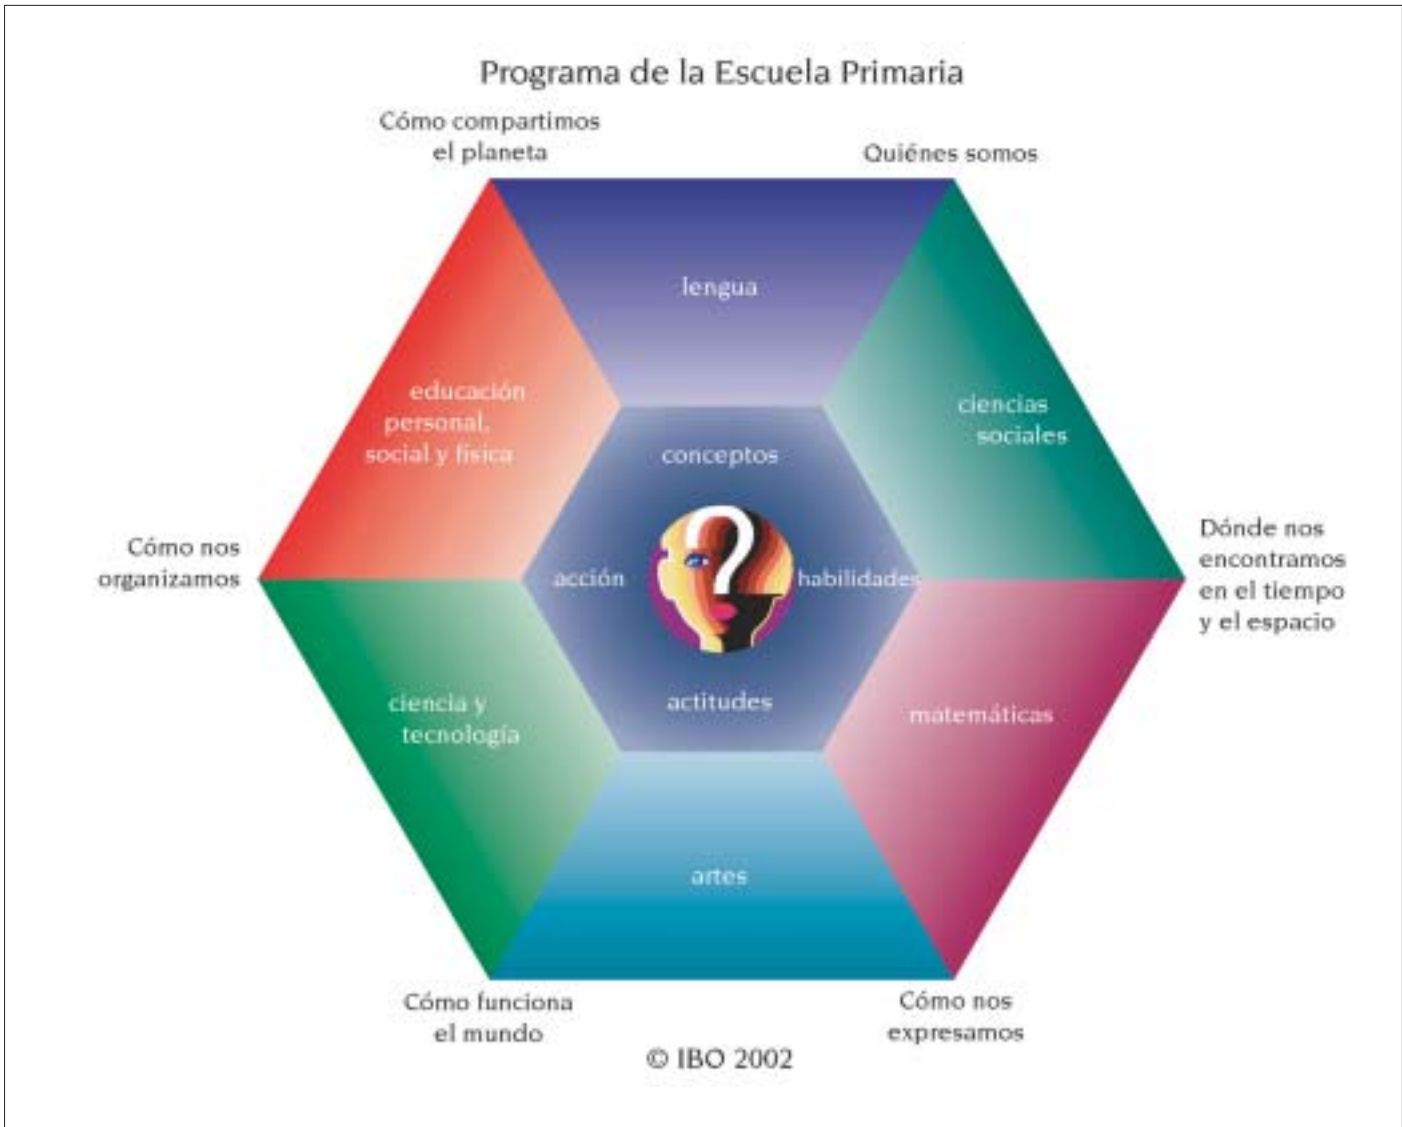 Programa de la Escuela Primaria
Cómo compartimos
el planeta
Quiénes somos
lengua
educación
personal,
social y física
ciencias
sociales
conceptos
Cómo nos
organizamos
acción
habilidades
Dónde nos
encontramos
en el tiempo
y el espacio
ciencia y
tecnología
actitudes
matemáticas
artes
Cómo funciona
el mundo
Cómo nos
expresamos
© IBO 2002